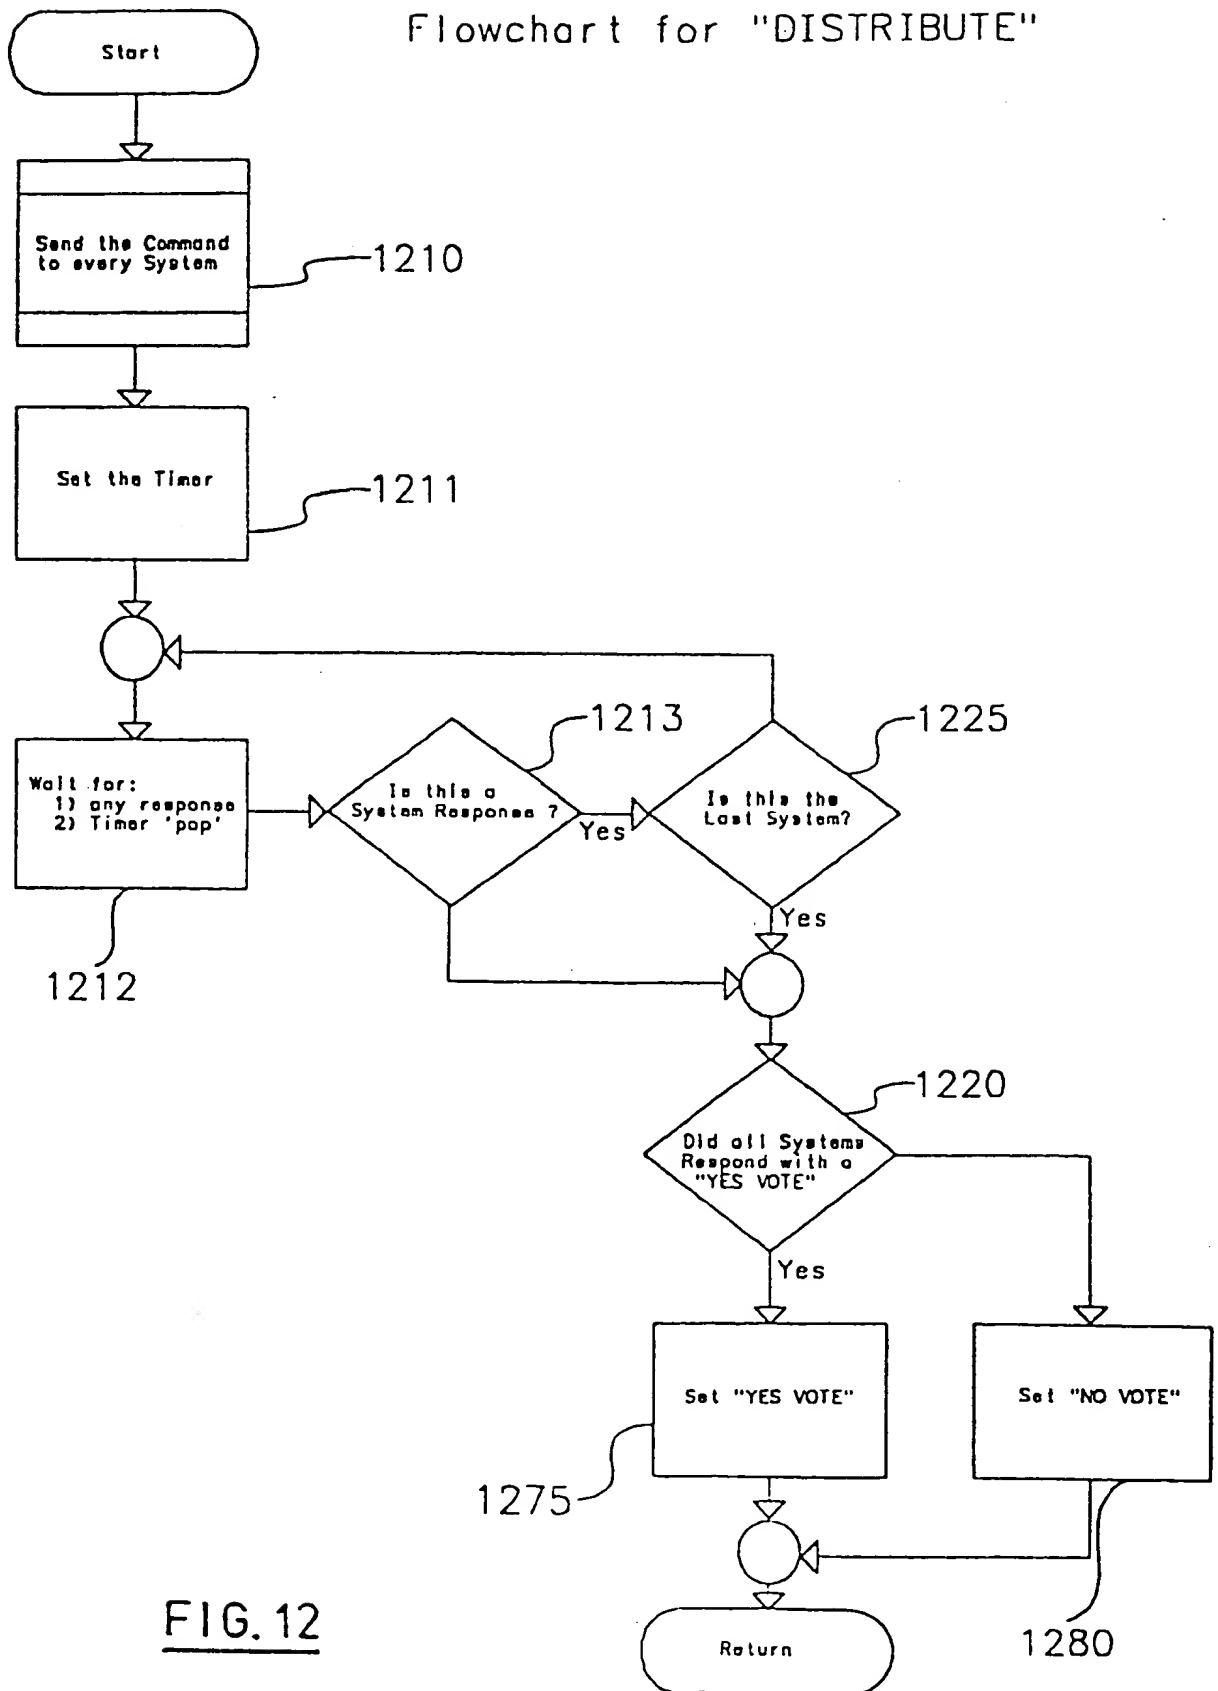 Flowchart for "DISTRIBUTE"
Start
Send the Command
to every System
1210
Set the Timer
1211
Wait for:
1) any response
2) Timer 'pop'
1212
Is this a
System Response ?
1213
Yes
Is this the
Last System?
1225
Yes
Did all Systems
Respond with a
"YES VOTE"
1220
Yes
Set "YES VOTE"
1275
Set "NO VOTE"
1280
Return
FIG. 12